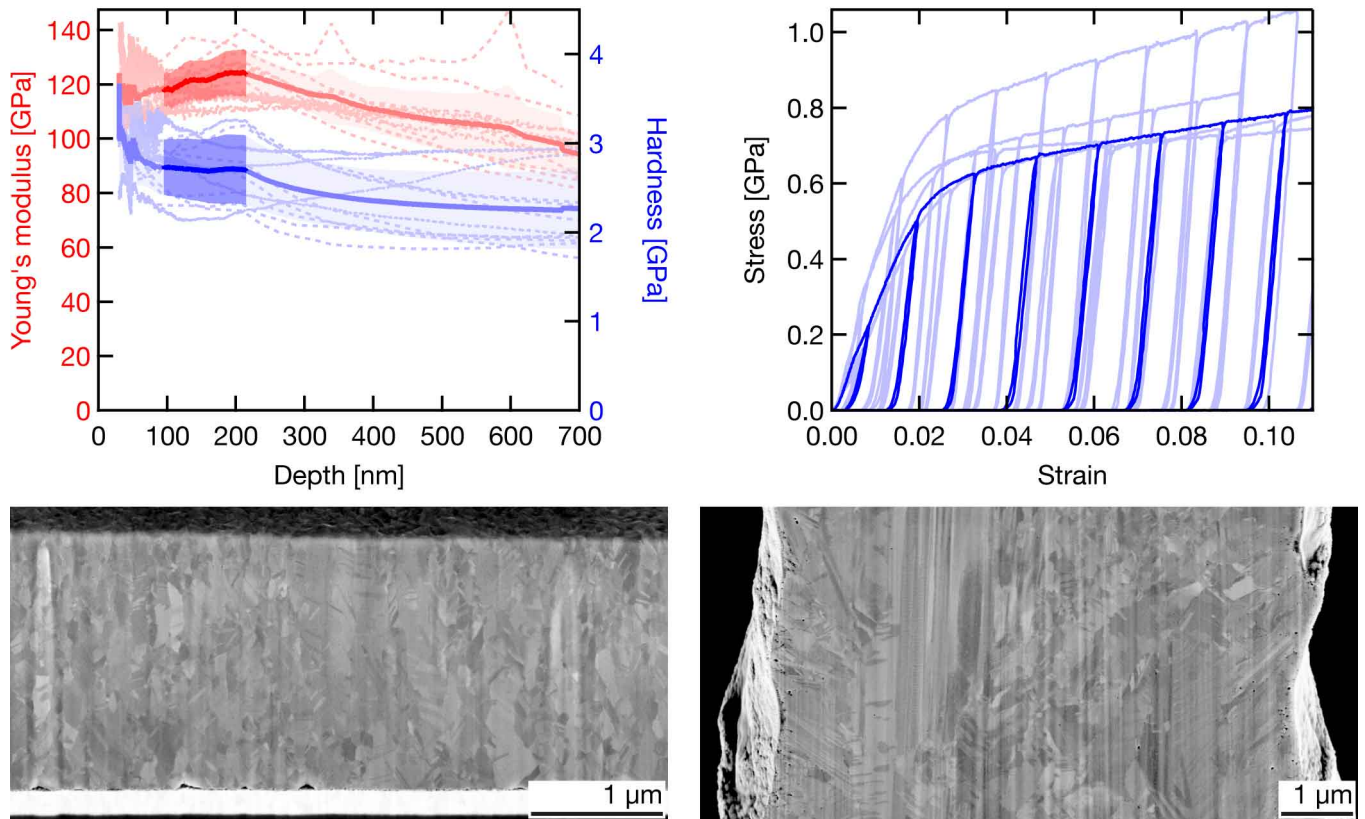 140
120
100
80
60
40
20
0
Young's modulus [GPa]
4
3
2
1
0
Hardness [GPa]
0 100 200 300 400 500 600 700
Depth [nm]
1.0
0.8
0.6
0.4
0.2
0.0
Stress [GPa]
0.00 0.02 0.04 0.06 0.08 0.10
Strain
1 µm
1 µm